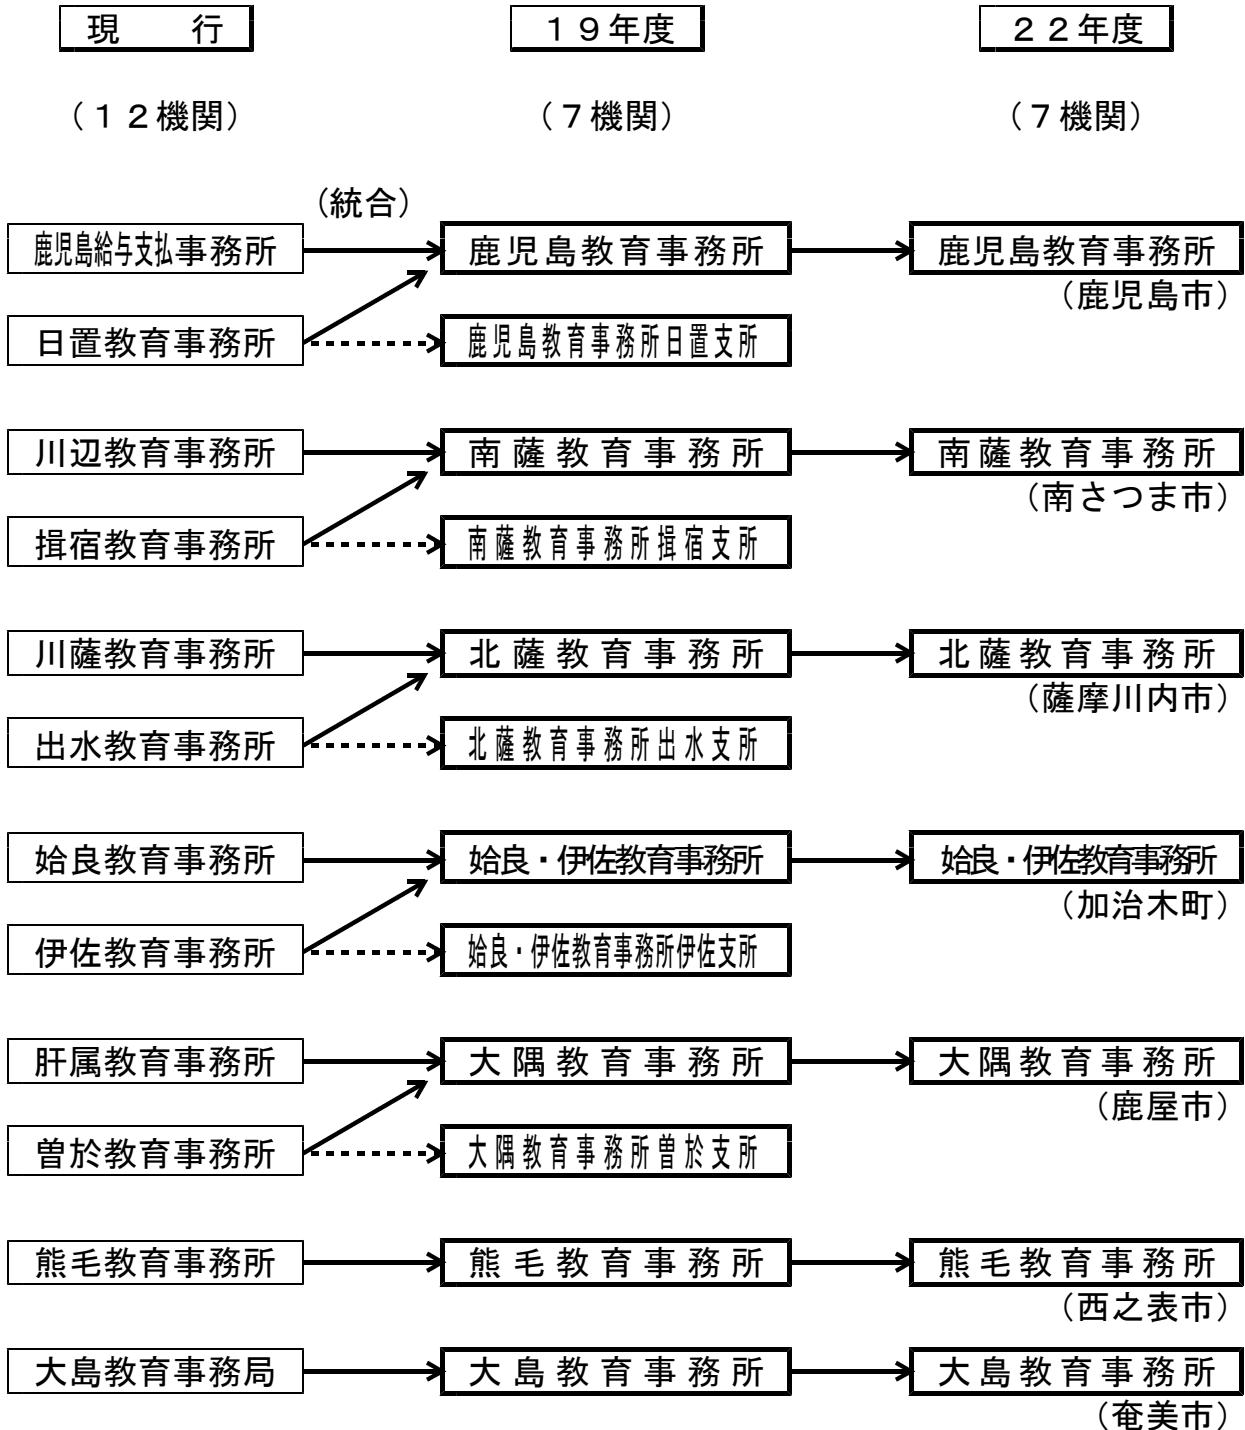 現　行　１９年度　２２年度
（１２機関）　（７機関）　（７機関）
（統合）
鹿児島給与支払事務所　鹿児島教育事務所　鹿児島教育事務所
（鹿児島市）
日置教育事務所　鹿児島教育事務所日置支所
川辺教育事務所　南薩教育事務所　南薩教育事務所
（南さつま市）
揖宿教育事務所　南薩教育事務所揖宿支所
川薩教育事務所　北薩教育事務所　北薩教育事務所
（薩摩川内市）
出水教育事務所　北薩教育事務所出水支所
姶良教育事務所　姶良・伊佐教育事務所　姶良・伊佐教育事務所
（加治木町）
伊佐教育事務所　姶良・伊佐教育事務所伊佐支所
肝属教育事務所　大隅教育事務所　大隅教育事務所
（鹿屋市）
曽於教育事務所　大隅教育事務所曽於支所
熊毛教育事務所　熊毛教育事務所　熊毛教育事務所
（西之表市）
大島教育事務局　大島教育事務所　大島教育事務所
（奄美市）